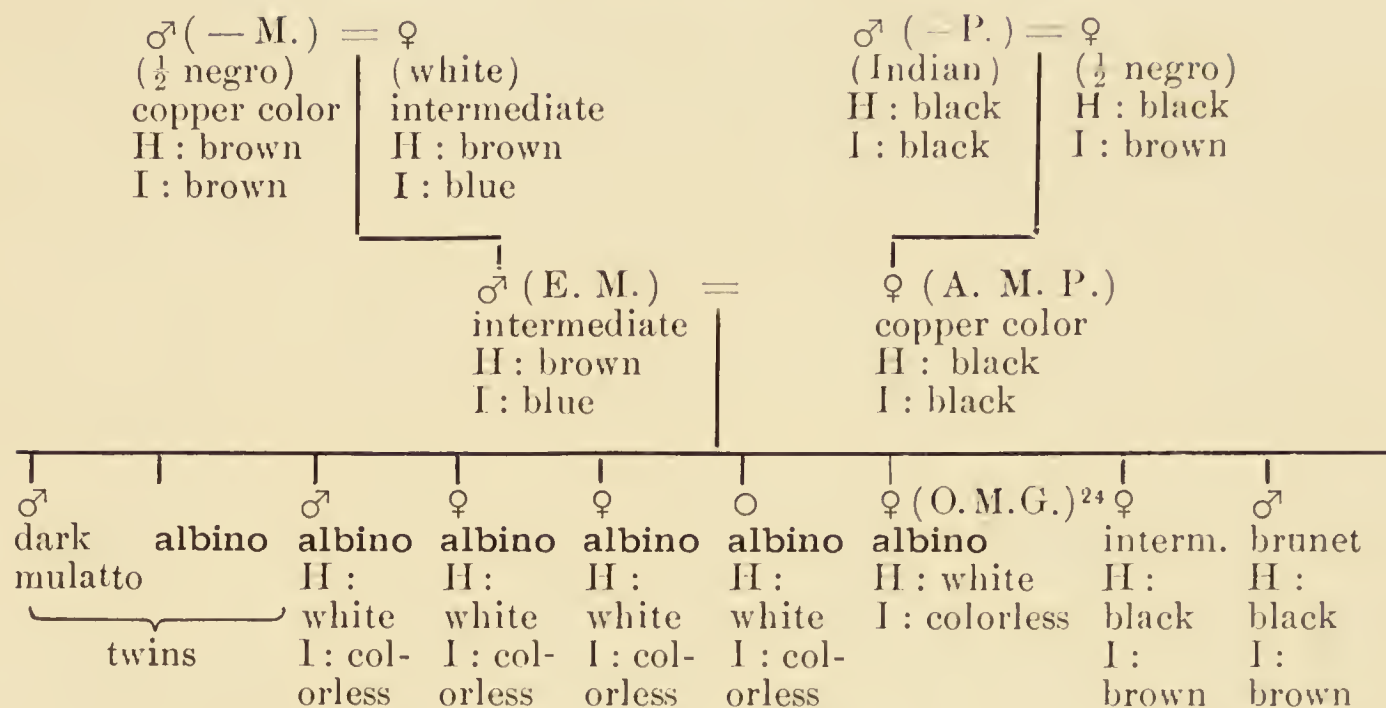 ♂ (— M.) = ♀ ♂ (— P.) = ♀
(½ negro) (white) (Indian) (½ negro)
copper color intermediate H : black H : black
H : brown H : brown I : black I : brown
I : brown I : blue
♂ (E. M.) = ♀ (A. M. P.)
intermediate copper color
H : brown H : black
I : blue I : black
♂ ♂ ♀ ♀ ○ ♀ (O. M. G.)²⁴ ♀ ♂
dark albino albino albino albino albino albino interm. brunet
mulatto H : H : H : H : H : white H : H :
white white white white I : colorless black black
twins I : col- I : col- I : col- I : col- I : I :
orless orless orless orless brown brown